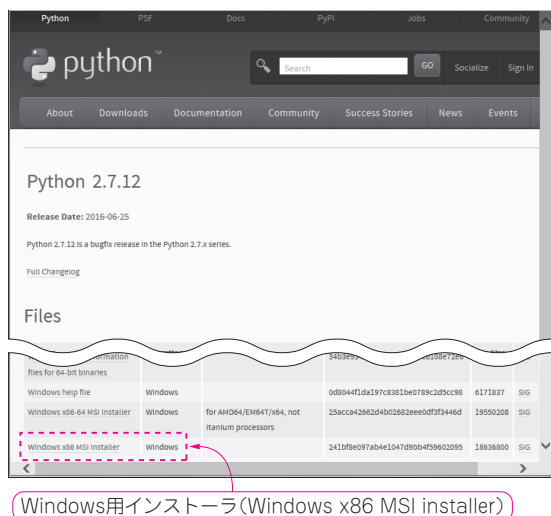 Python PSF Docs PyPI Jobs Community
python™
Search GO Socialize Sign In
About Downloads Documentation Community Success Stories News Events
Python 2.7.12
Release Date: 2016-06-25
Python 2.7.12 is a bugfix release in the Python 2.7.x series.
Full Changelog
Files
files for 64-bit binaries
Windows help file Windows 0d8044f1da197c8381be0789c2d5cc98 6171837 SIG
Windows x86-64 MSI installer Windows for AMD64/EM64T/x64, not 25acca42662d4b02682eee0df3f3446d 19550208 SIG
Itanium processors
Windows x86 MSI installer Windows 241bf8e097ab4e1047d9bb4f59602095 18636800 SIG
Windows用インストーラ(Windows x86 MSI installer)